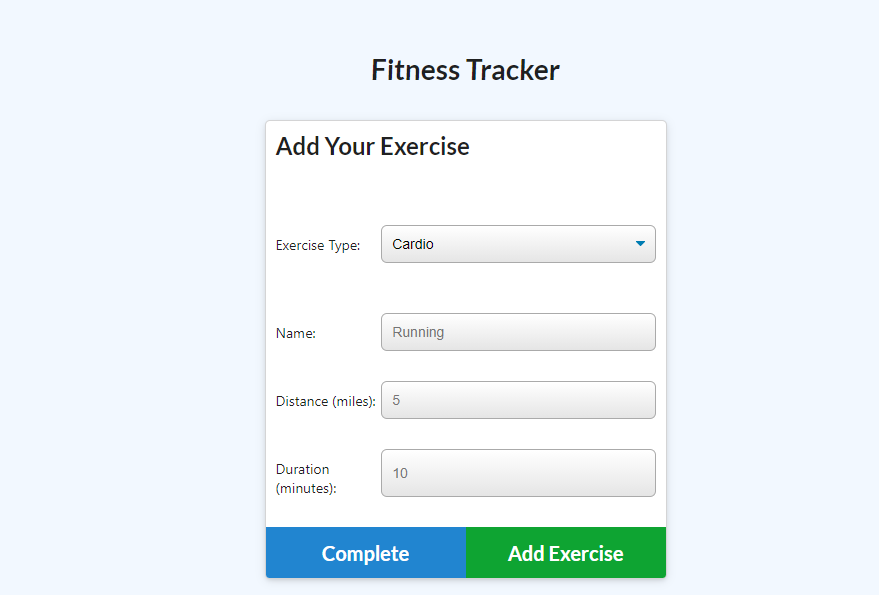 Fitness Tracker
Add Your Exercise
Exercise Type: Cardio
Name: Running
Distance (miles): 5
Duration
(minutes): 10
Complete Add Exercise